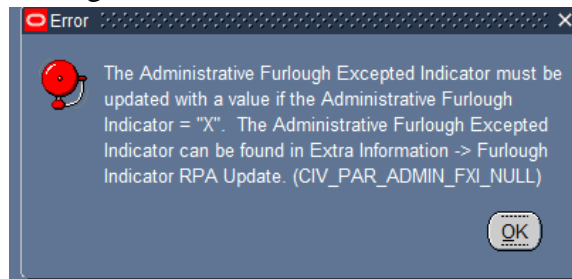 Error
The Administrative Furlough Excepted Indicator must be
updated with a value if the Administrative Furlough
Indicator = "X".  The Administrative Furlough Excepted
Indicator can be found in Extra Information -> Furlough
Indicator RPA Update. (CIV_PAR_ADMIN_FXI_NULL)
OK